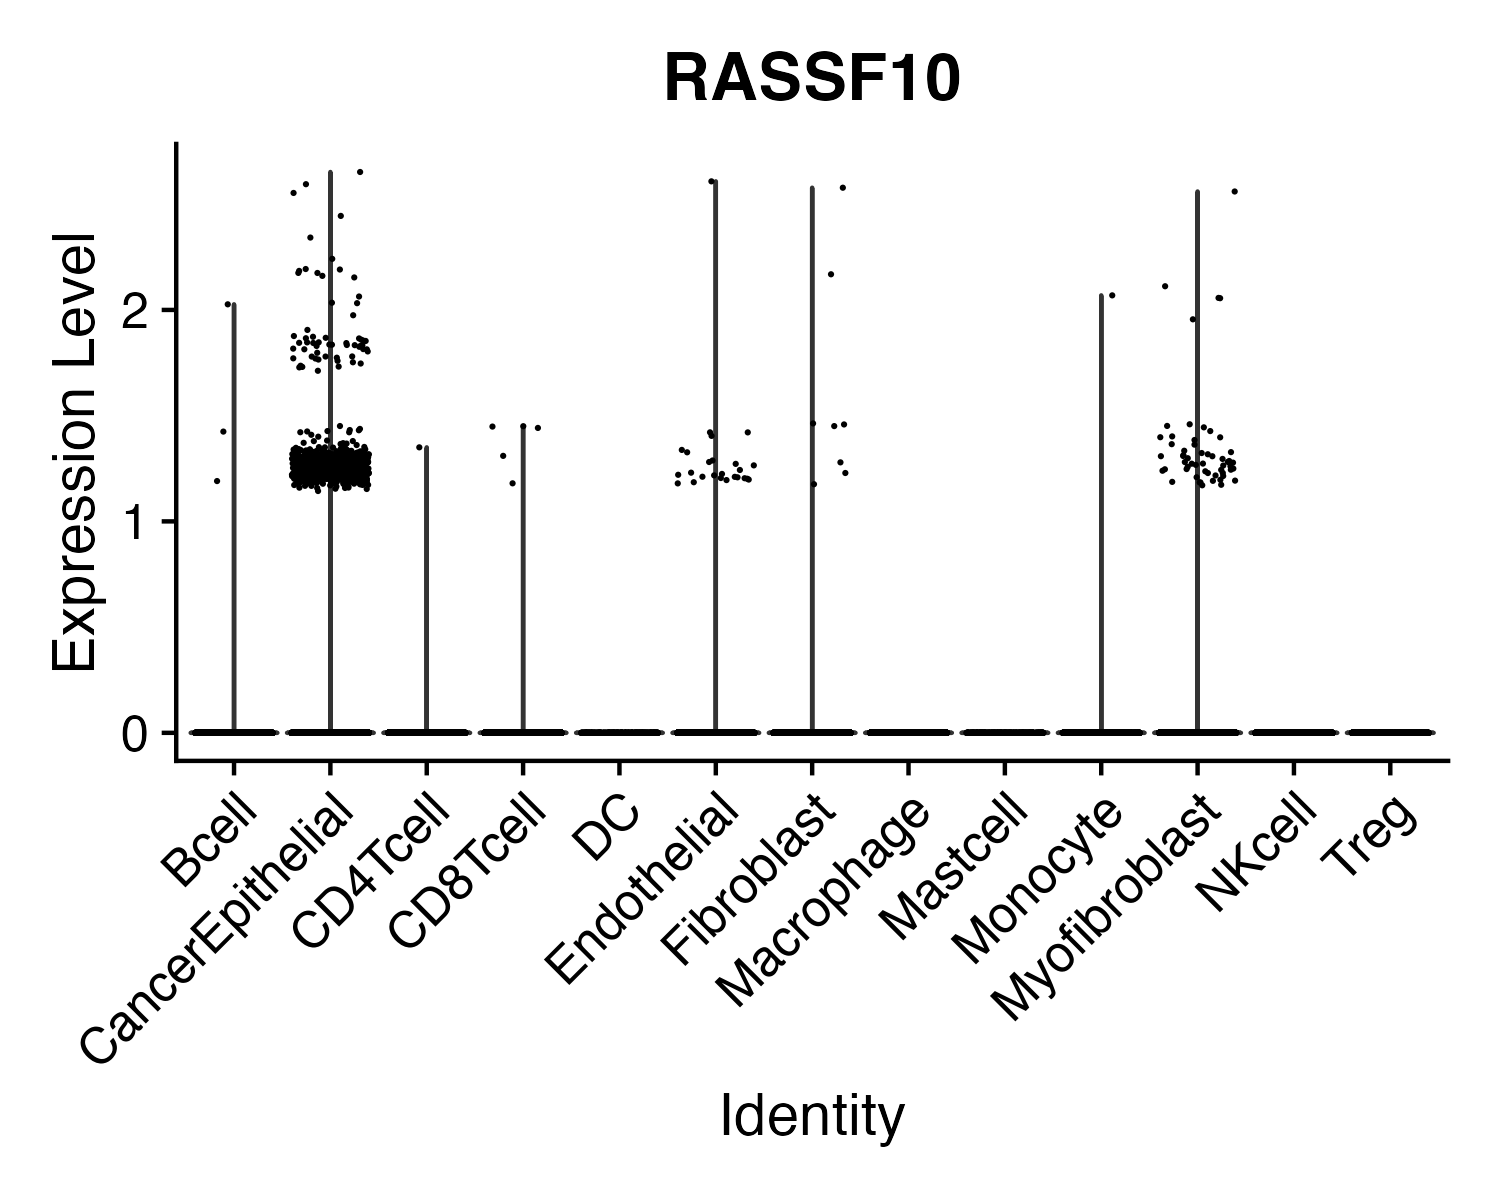 RASSF10
Expression Level
2
1
0
Bcell
CancerEpithelial
CD4Tcell
CD8Tcell
DC
Endothelial
Fibroblast
Macrophage
Mastcell
Monocyte
Myofibroblast
NKcell
Treg
Identity